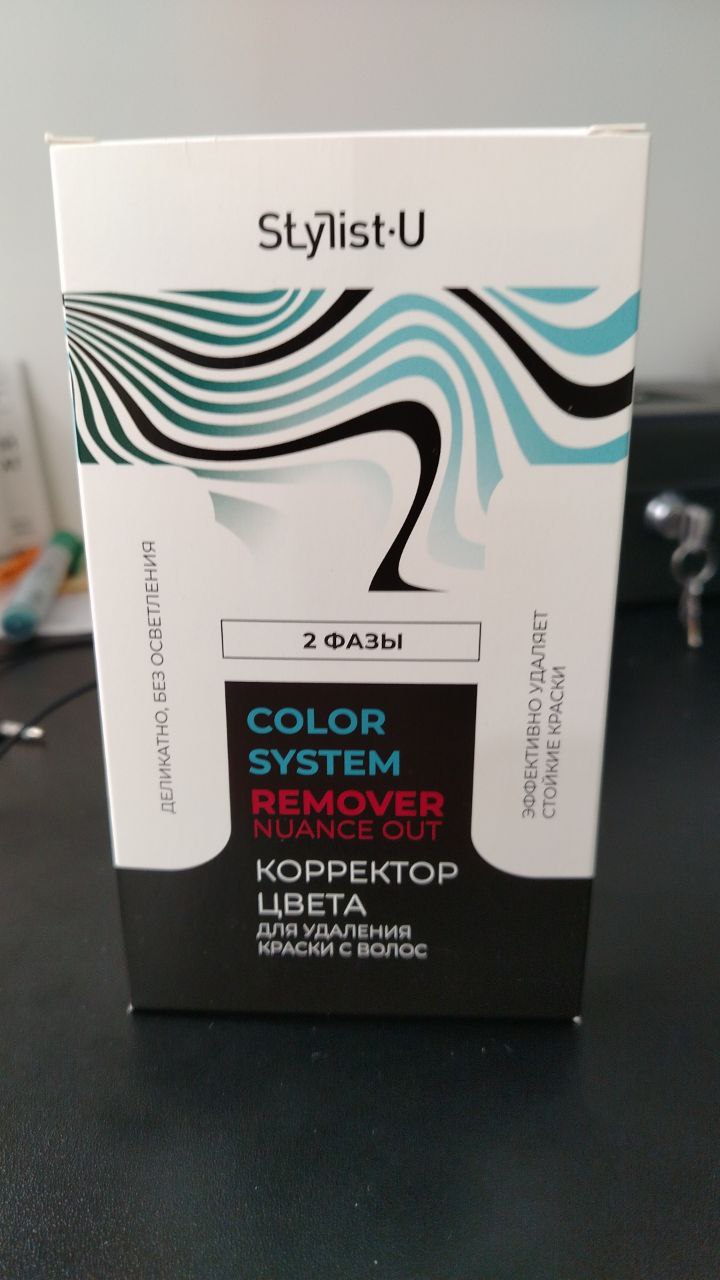 Stylist·U
ДЕЛИКАТНО, БЕЗ ОСВЕТЛЕНИЯ
2 ФАЗЫ
ЭФФЕКТИВНО УДАЛЯЕТ
СТОЙКИЕ КРАСКИ
COLOR
SYSTEM
REMOVER
NUANCE OUT
КОРРЕКТОР
ЦВЕТА
ДЛЯ УДАЛЕНИЯ
КРАСКИ С ВОЛОС